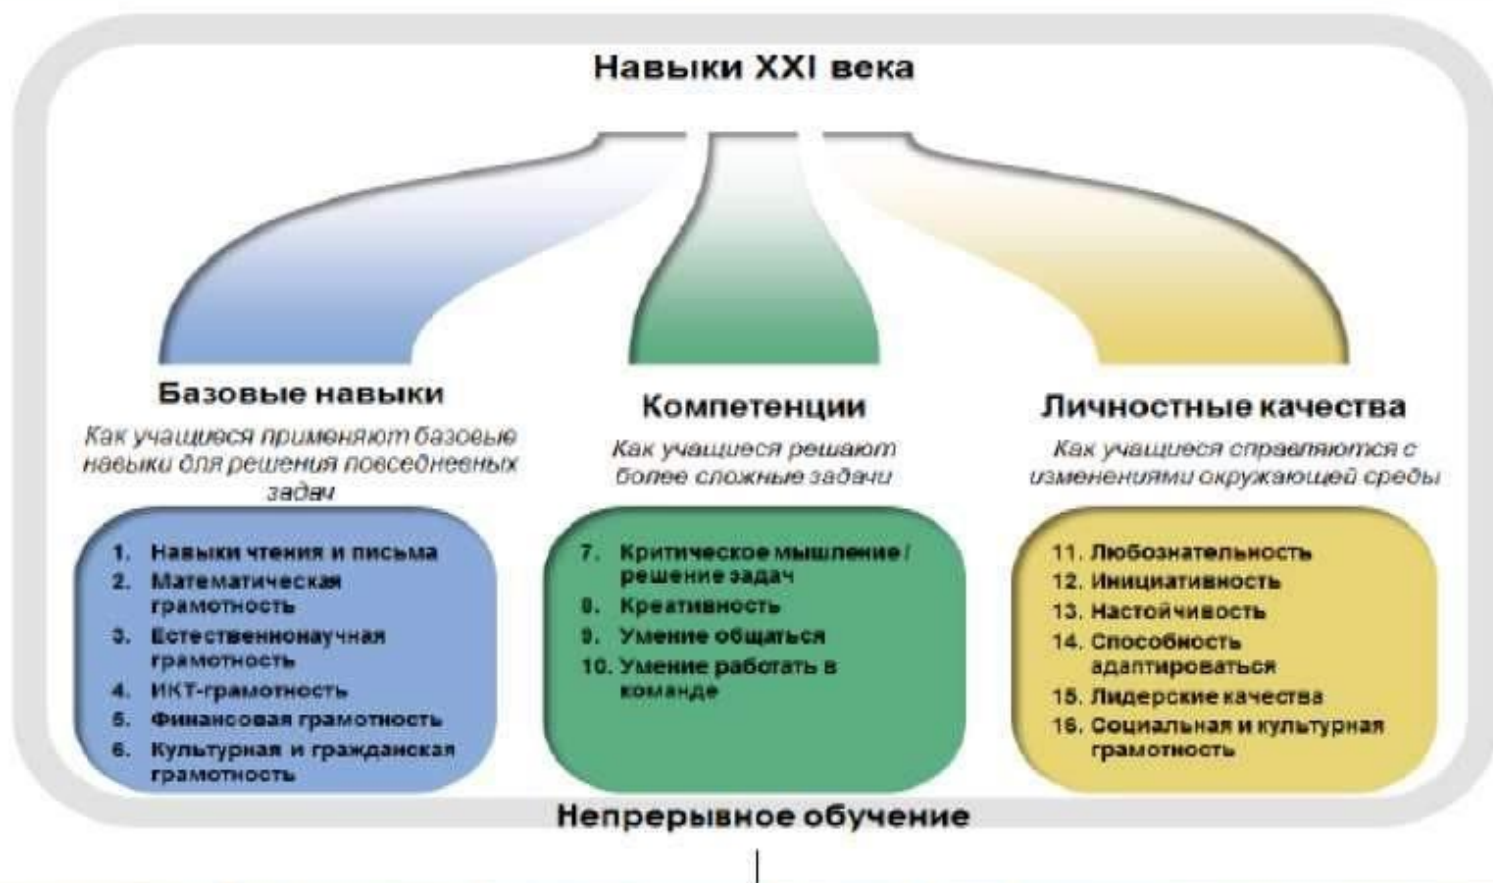 Навыки XXI века
Базовые навыки
Как учащиеся применяют базовые
навыки для решения повседневных
задач
1. Навыки чтения и письма
2. Математическая
грамотность
3. Естественнонаучная
грамотность
4. ИКТ-грамотность
5. Финансовая грамотность
6. Культурная и гражданская
грамотность
Компетенции
Как учащиеся решают
более сложные задачи
7. Критическое мышление /
решение задач
8. Креативность
9. Умение общаться
10. Умение работать в
команде
Личностные качества
Как учащиеся справляются с
изменениями окружающей среды
11. Любознательность
12. Инициативность
13. Настойчивость
14. Способность
адаптироваться
15. Лидерские качества
16. Социальная и культурная
грамотность
Непрерывное обучение